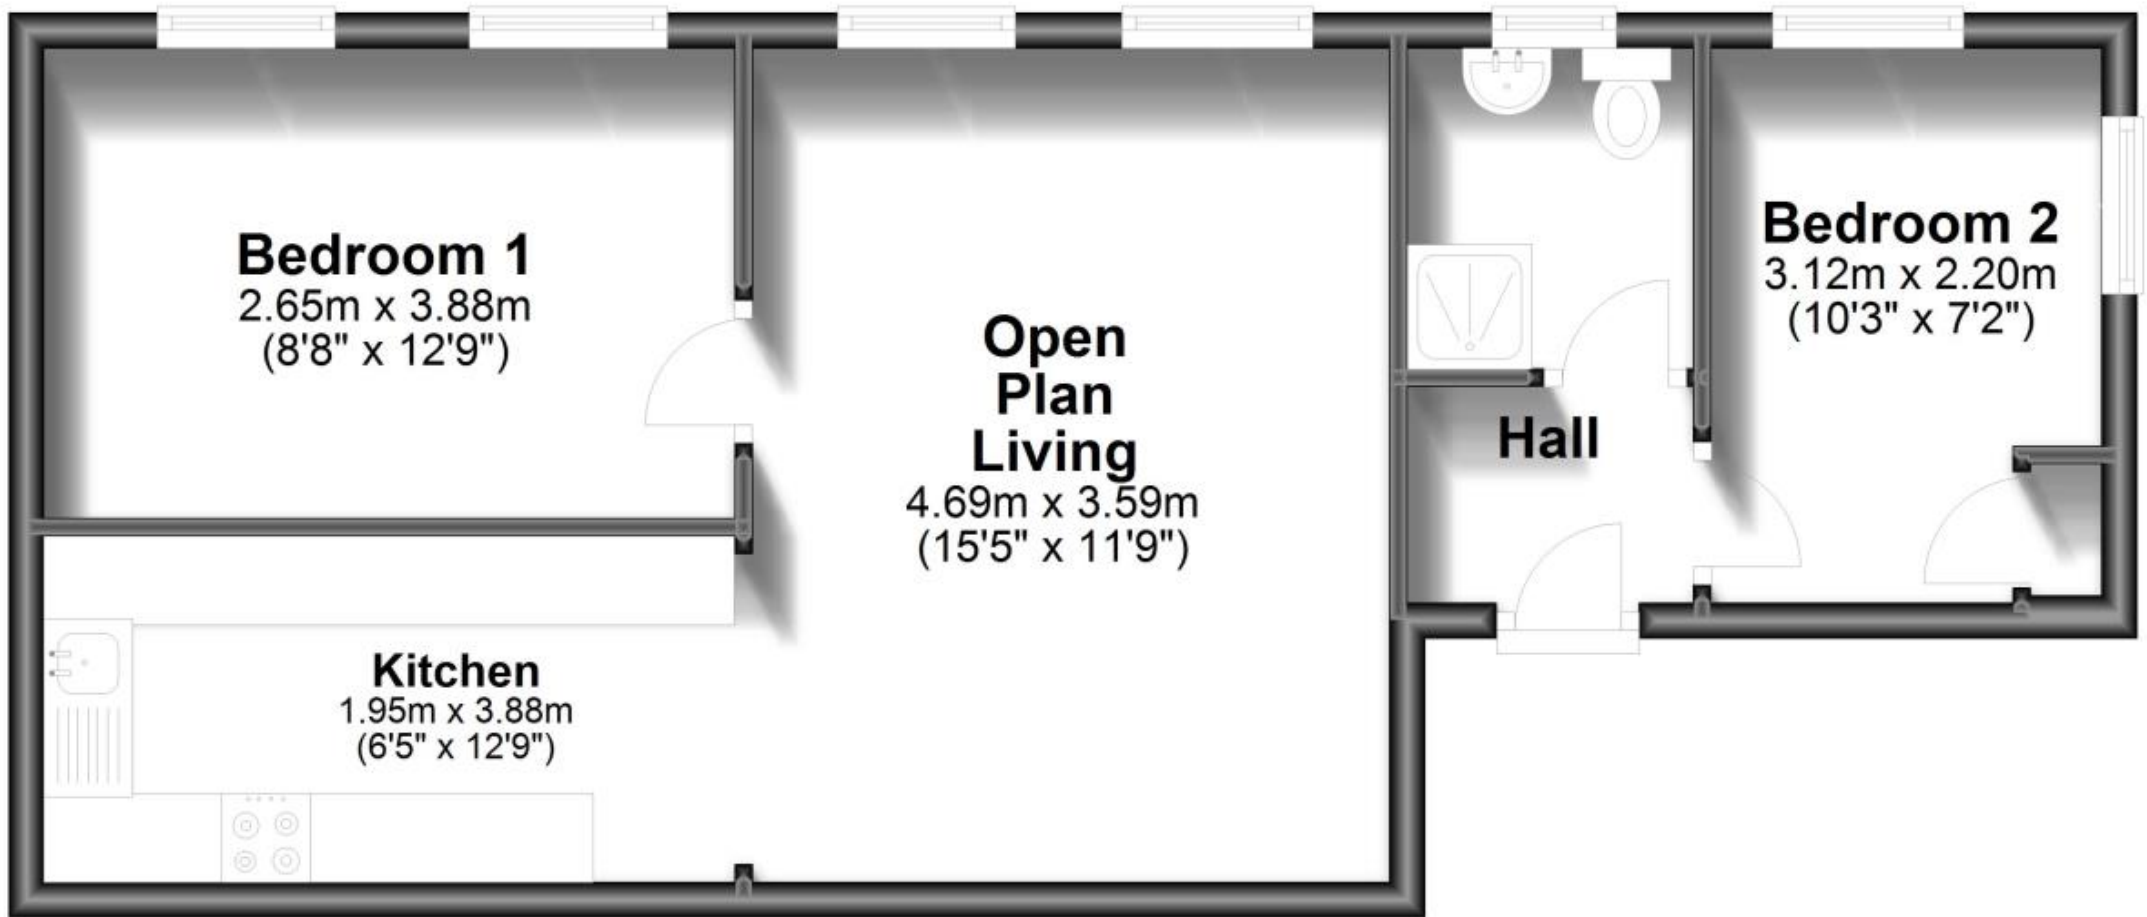 Bedroom 1
2.65m x 3.88m
(8'8" x 12'9")
Open
Plan
Living
4.69m x 3.59m
(15'5" x 11'9")
Hall
Bedroom 2
3.12m x 2.20m
(10'3" x 7'2")
Kitchen
1.95m x 3.88m
(6'5" x 12'9")